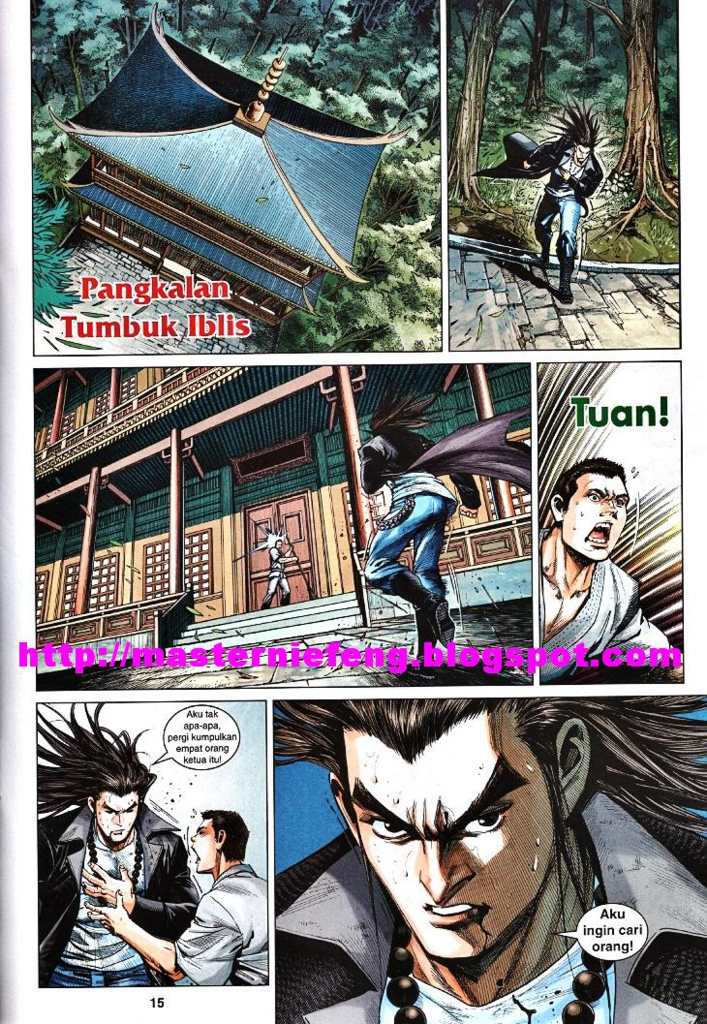 Pangkalan
Tumbuk Iblis
Tuan!
http://masterniefeng.blogspot.com
Aku tak
apa-apa,
pergi kumpulkan
empat orang
ketua itu!
Aku
ingin cari
orang!
15